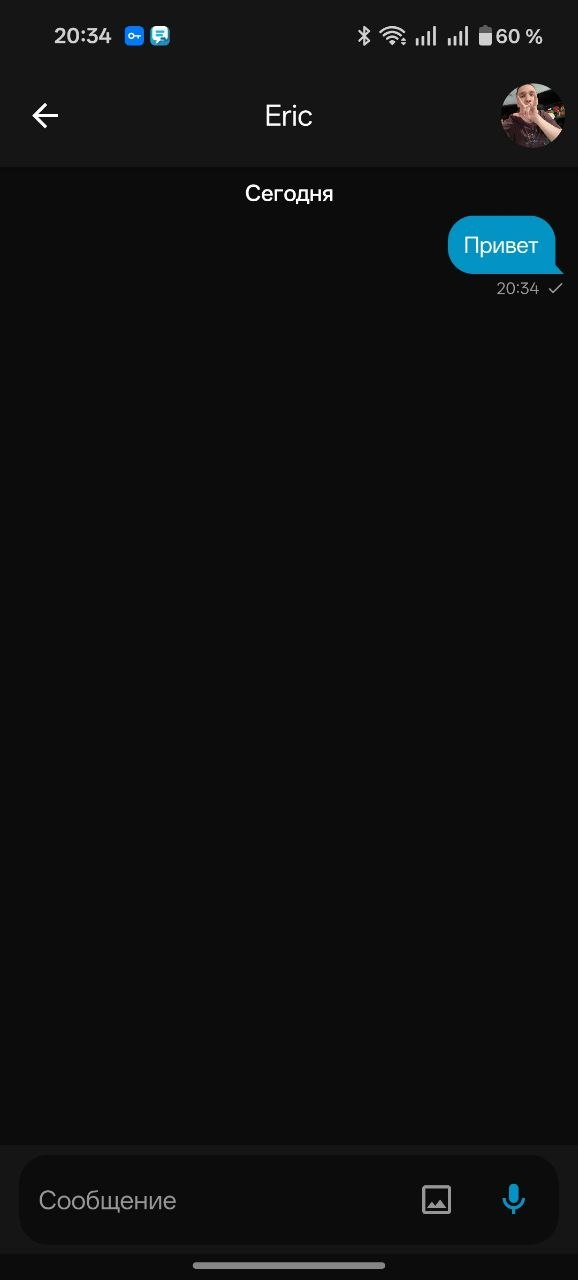 20:34 60 %
Eric
Сегодня
Привет
20:34
Сообщение